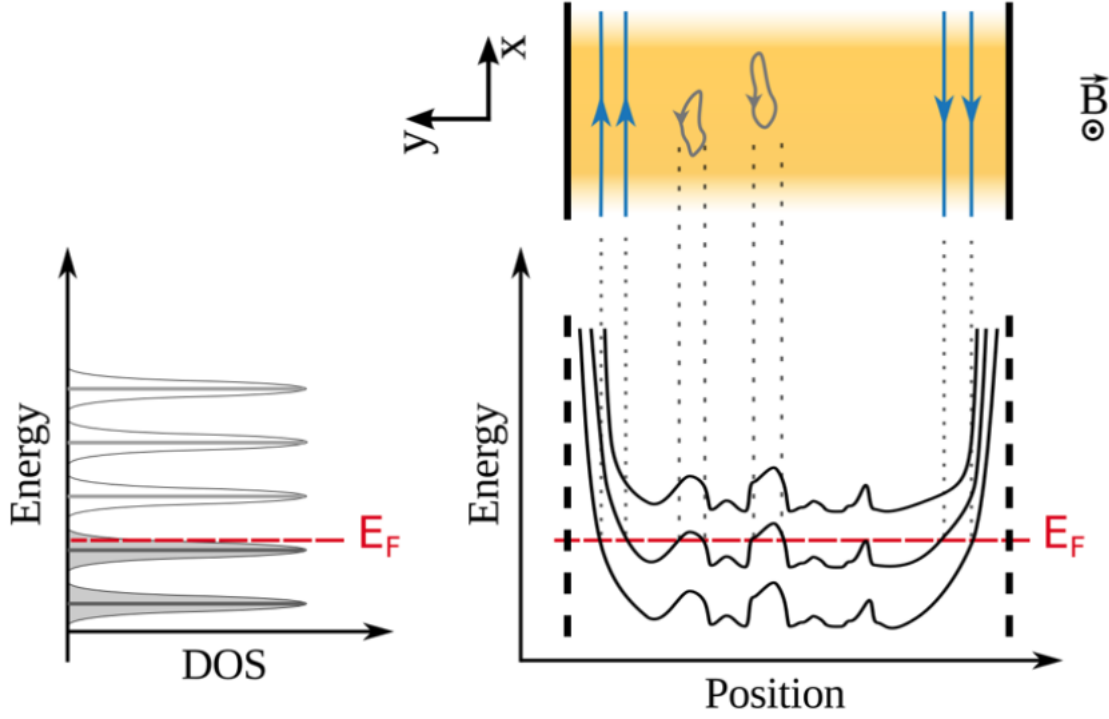 x
y
B⃗
Energy
DOS
E_F
Energy
Position
E_F